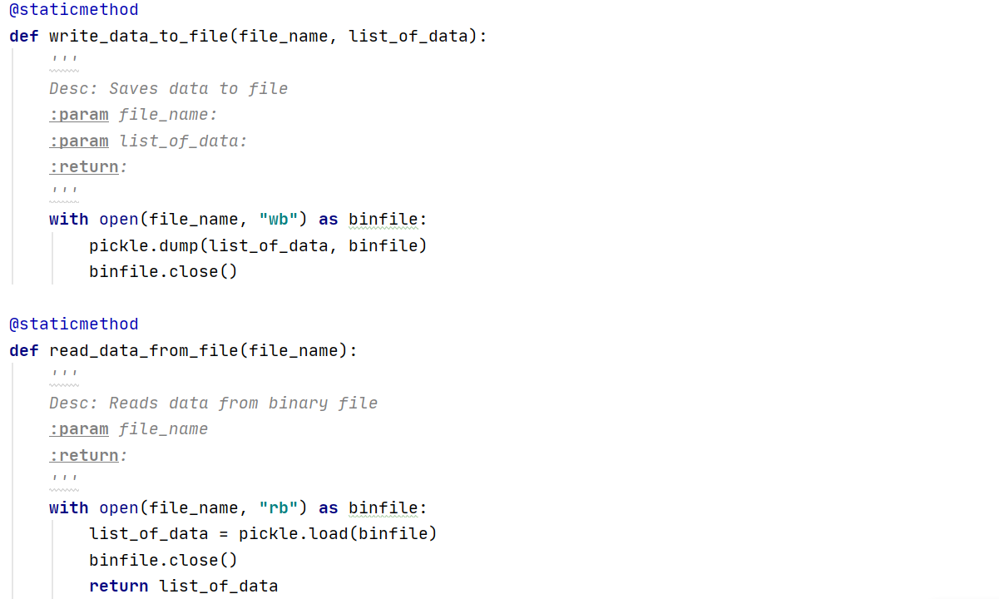 @staticmethod
def write_data_to_file(file_name, list_of_data):
    '''
    Desc: Saves data to file
    :param file_name:
    :param list_of_data:
    :return:
    '''
    with open(file_name, "wb") as binfile:
        pickle.dump(list_of_data, binfile)
        binfile.close()

@staticmethod
def read_data_from_file(file_name):
    '''
    Desc: Reads data from binary file
    :param file_name
    :return:
    '''
    with open(file_name, "rb") as binfile:
        list_of_data = pickle.load(binfile)
        binfile.close()
        return list_of_data